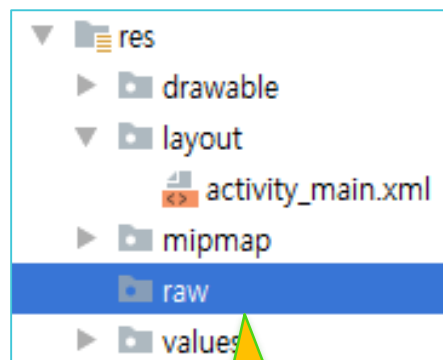 res
drawable
layout
activity_main.xml
mipmap
raw
values